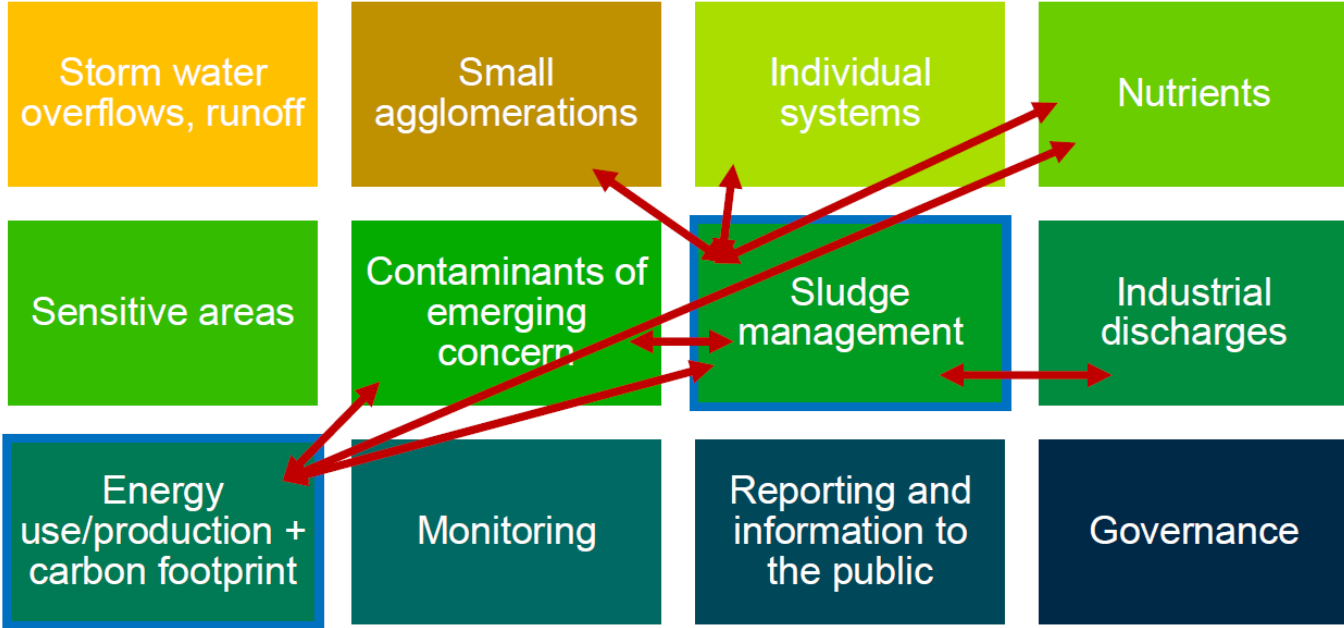 Storm water
overflows, runoff
Small
agglomerations
Individual
systems
Nutrients
Sensitive areas
Contaminants of
emerging
concern
Sludge
management
Industrial
discharges
Energy
use/production +
carbon footprint
Monitoring
Reporting and
information to
the public
Governance